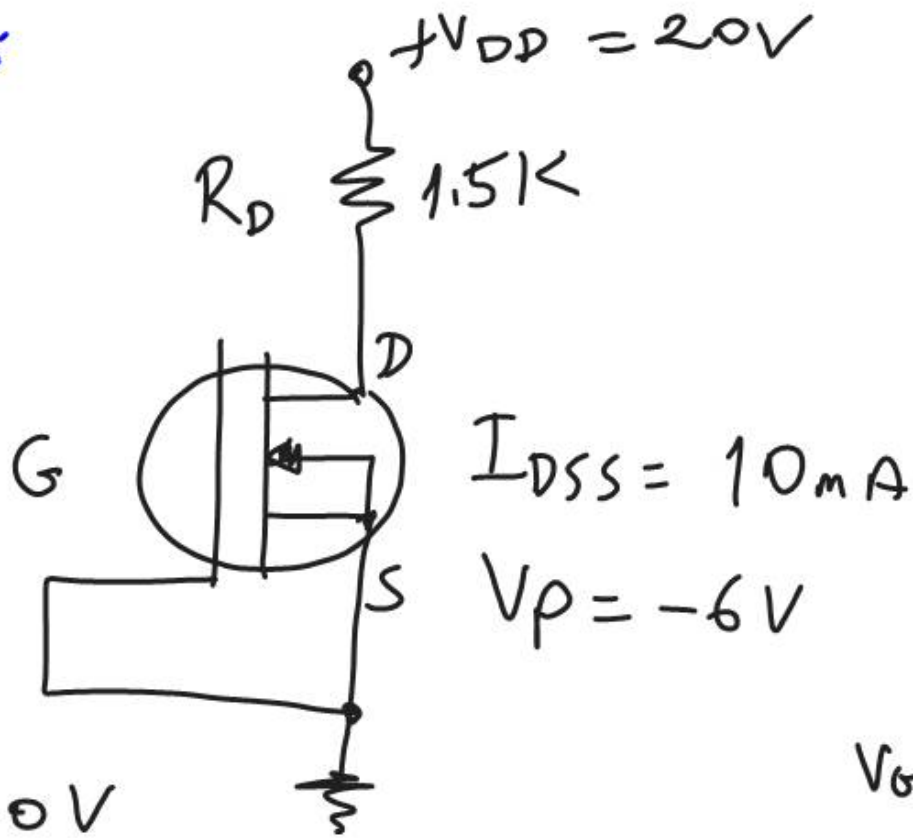 +VDD = 20V
RD 1.5K
D
G
IDSS = 10mA
S
Vp = -6V
0V